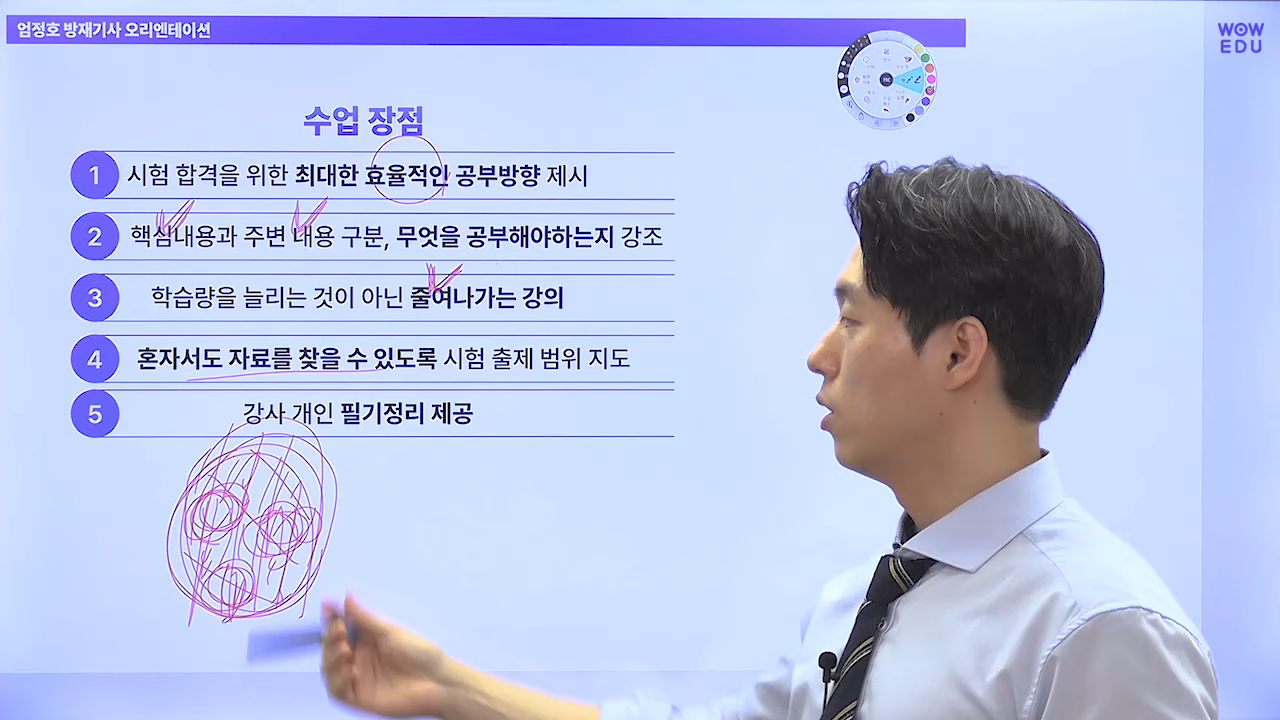 엄정호 방재기사 오리엔테이션
WOW
EDU
수업 장점
1 시험 합격을 위한 최대한 효율적인 공부방향 제시
2 핵심내용과 주변 내용 구분, 무엇을 공부해야하는지 강조
3 학습량을 늘리는 것이 아닌 줄여나가는 강의
4 혼자서도 자료를 찾을 수 있도록 시험 출제 범위 지도
5 강사 개인 필기정리 제공